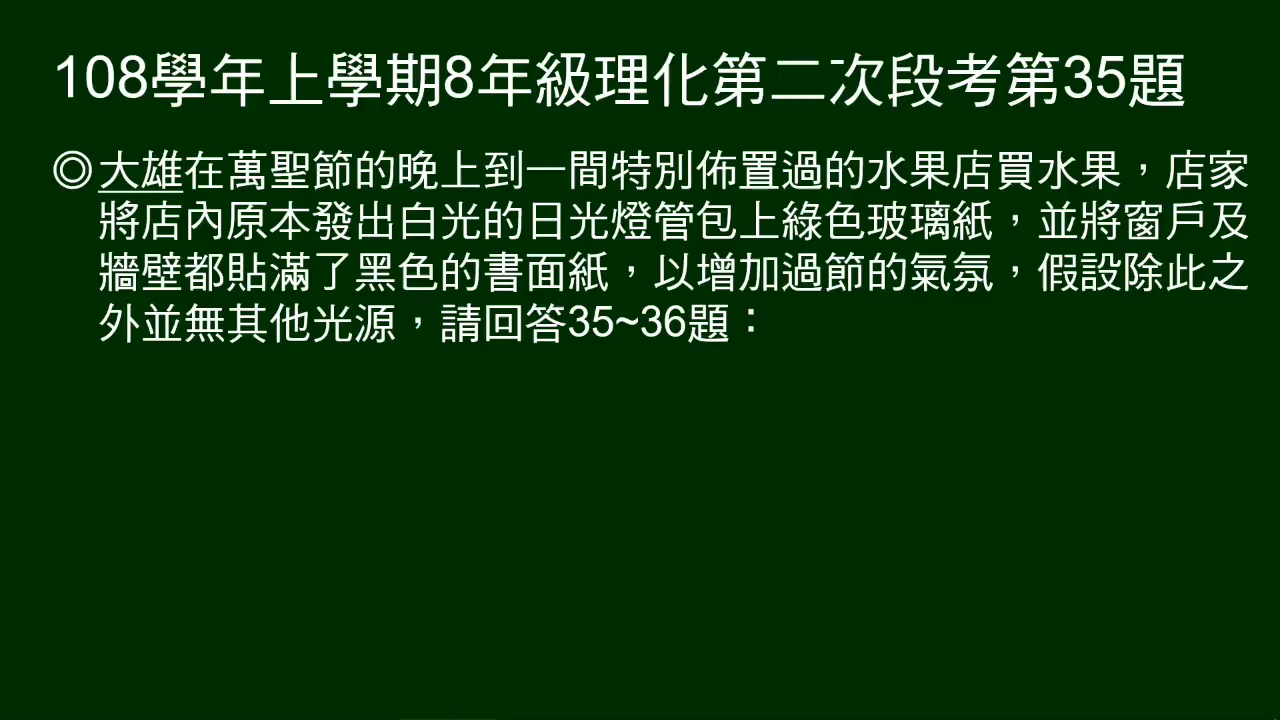 108學年上學期8年級理化第二次段考第35題
◎大雄在萬聖節的晚上到一間特別佈置過的水果店買水果，店家
將店內原本發出白光的日光燈管包上綠色玻璃紙，並將窗戶及
牆壁都貼滿了黑色的書面紙，以增加過節的氣氛，假設除此之
外並無其他光源，請回答35~36題：